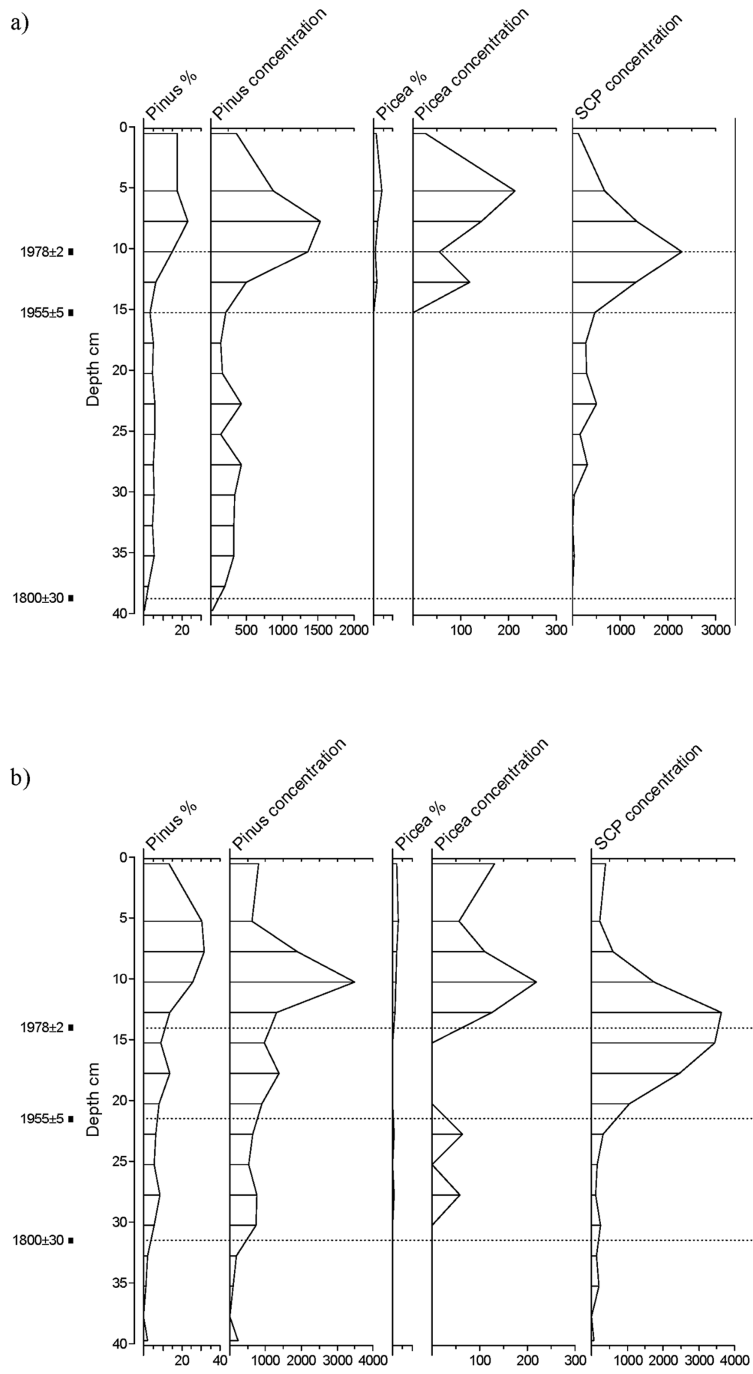 a)
Pinus %
Pinus concentration
Picea %
Picea concentration
SCP concentration
0
5
10
15
20
25
30
35
40
Depth cm
1978±2
1955±5
1800±30
20
500 1000 1500 2000
100 200 300
1000 2000 3000
b)
Pinus %
Pinus concentration
Picea %
Picea concentration
SCP concentration
0
5
10
15
20
25
30
35
40
Depth cm
1978±2
1955±5
1800±30
20 40
1000 2000 3000 4000
100 200 300
1000 2000 3000 4000